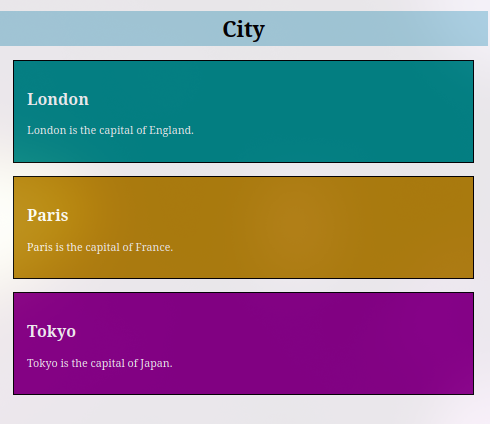 City
London
London is the capital of England.
Paris
Paris is the capital of France.
Tokyo
Tokyo is the capital of Japan.